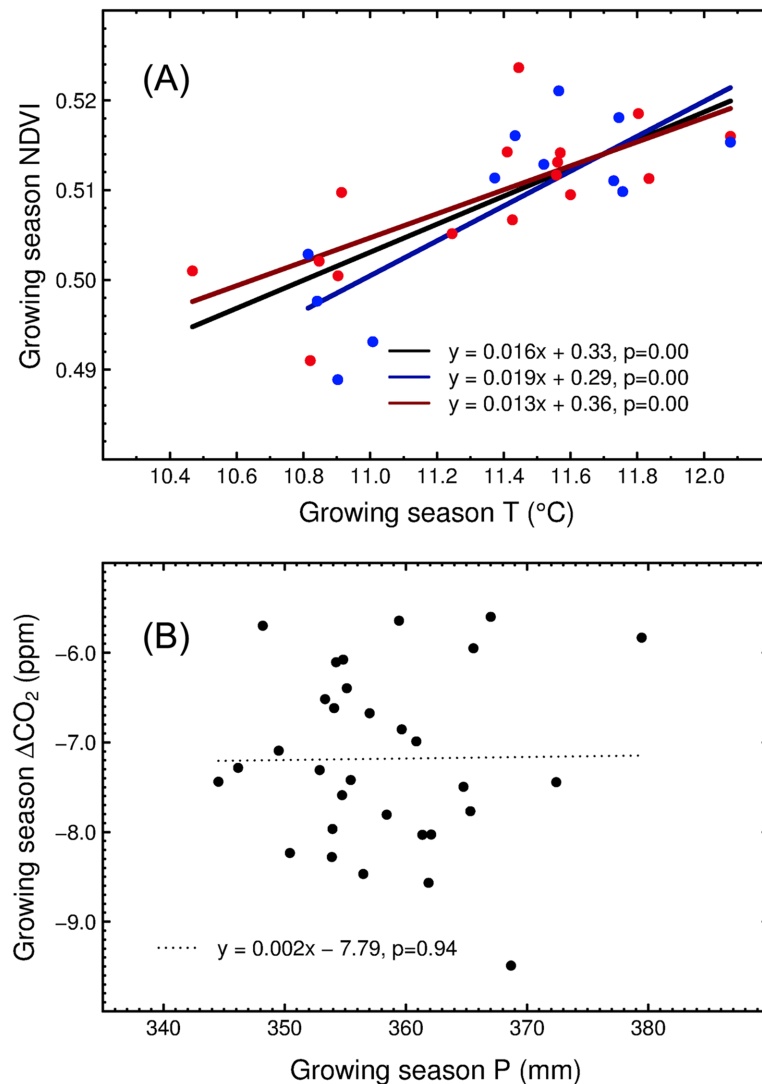 (A)
Growing season NDVI
0.52
0.51
0.50
0.49
y = 0.016x + 0.33, p=0.00
y = 0.019x + 0.29, p=0.00
y = 0.013x + 0.36, p=0.00
10.4 10.6 10.8 11.0 11.2 11.4 11.6 11.8 12.0
Growing season T (°C)
(B)
Growing season ΔCO₂ (ppm)
−6.0
−7.0
−8.0
−9.0
y = 0.002x − 7.79, p=0.94
340 350 360 370 380
Growing season P (mm)